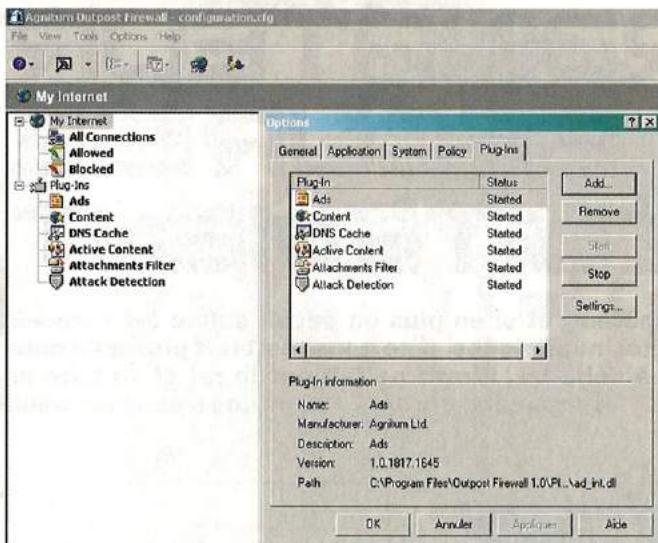 Agnitum Outpost Firewall - configuration.cfg
File View Tools Options Help
My Internet
My Internet
All Connections
Allowed
Blocked
Plug-Ins
Ads
Content
DNS Cache
Active Content
Attachments Filter
Attack Detection
Options
General Application System Policy Plug-Ins
Plug-In Status
Ads Started
Content Started
DNS Cache Started
Active Content Started
Attachments Filter Started
Attack Detection Started
Add...
Remove
Start
Stop
Settings...
Plug-In information
Name: Ads
Manufacturer: Agnitum Ltd.
Description: Ads
Version: 1.0.1817.1645
Path C:\Program Files\Outpost Firewall 1.0\Pl...\ad_int.dll
OK Annuler Appliquer Aide